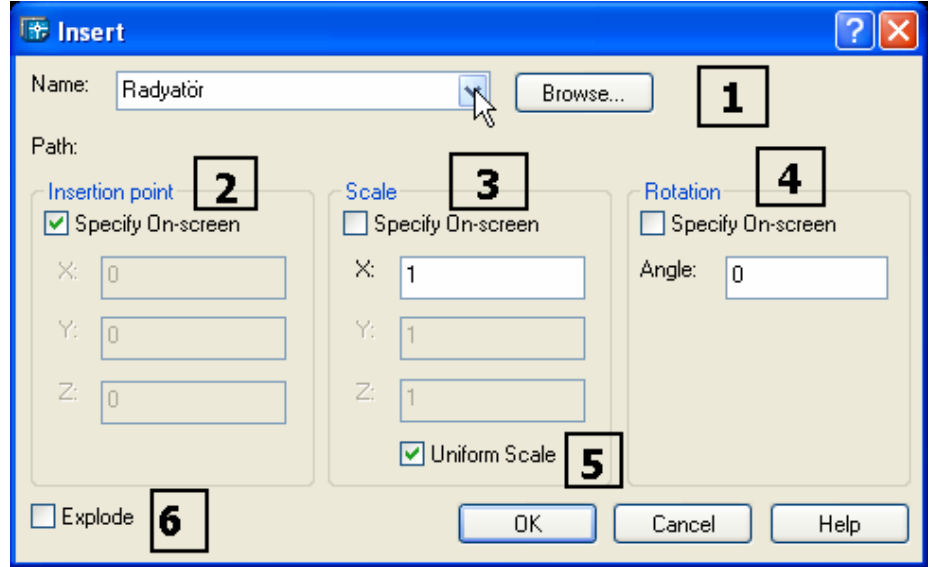 Insert
Name: Radyatör Browse... 1
Path:
Insertion point 2 Scale 3 Rotation 4
Specify On-screen Specify On-screen Specify On-screen
X: 0 X: 1 Angle: 0
Y: 0 Y: 1
Z: 0 Z: 1
Uniform Scale 5
Explode 6 OK Cancel Help